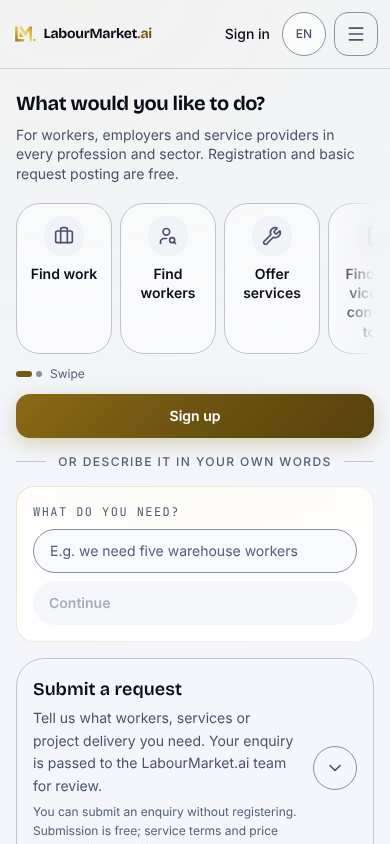 LabourMarket.ai
Sign in
EN
What would you like to do?
For workers, employers and service providers in
every profession and sector. Registration and basic
request posting are free.
Find work
Find
workers
Offer
services
Swipe
Sign up
OR DESCRIBE IT IN YOUR OWN WORDS
WHAT DO YOU NEED?
E.g. we need five warehouse workers
Continue
Submit a request
Tell us what workers, services or
project delivery you need. Your enquiry
is passed to the LabourMarket.ai team
for review.
You can submit an enquiry without registering.
Submission is free; service terms and price